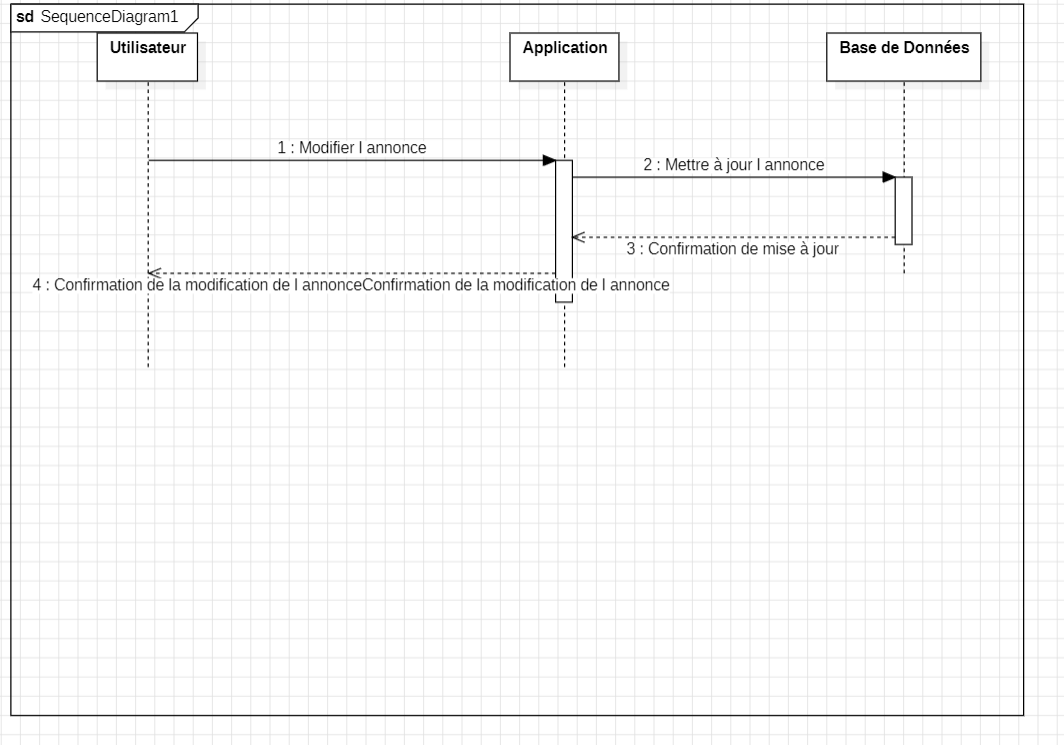 sd SequenceDiagram1
Utilisateur
Application
Base de Données
1 : Modifier l annonce
2 : Mettre à jour l annonce
3 : Confirmation de mise à jour
4 : Confirmation de la modification de l annonceConfirmation de la modification de l annonce